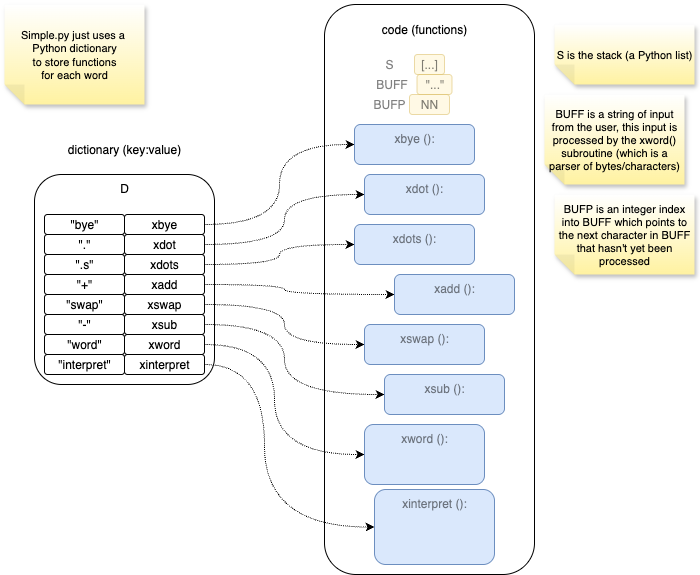 Simple.py just uses a
Python dictionary
to store functions
for each word
dictionary (key:value)
D
"bye" xbye
"." xdot
".s" xdots
"+" xadd
"swap" xswap
"-" xsub
"word" xword
"interpret" xinterpret
code (functions)
S [...]
BUFF "..."
BUFP NN
xbye ():
xdot ():
xdots ():
xadd ():
xswap ():
xsub ():
xword ():
xinterpret ():
S is the stack (a Python list)
BUFF is a string of input
from the user, this input is
processed by the xword()
subroutine (which is a
parser of bytes/characters)
BUFP is an integer index
into BUFF which points to
the next character in BUFF
that hasn't yet been
processed